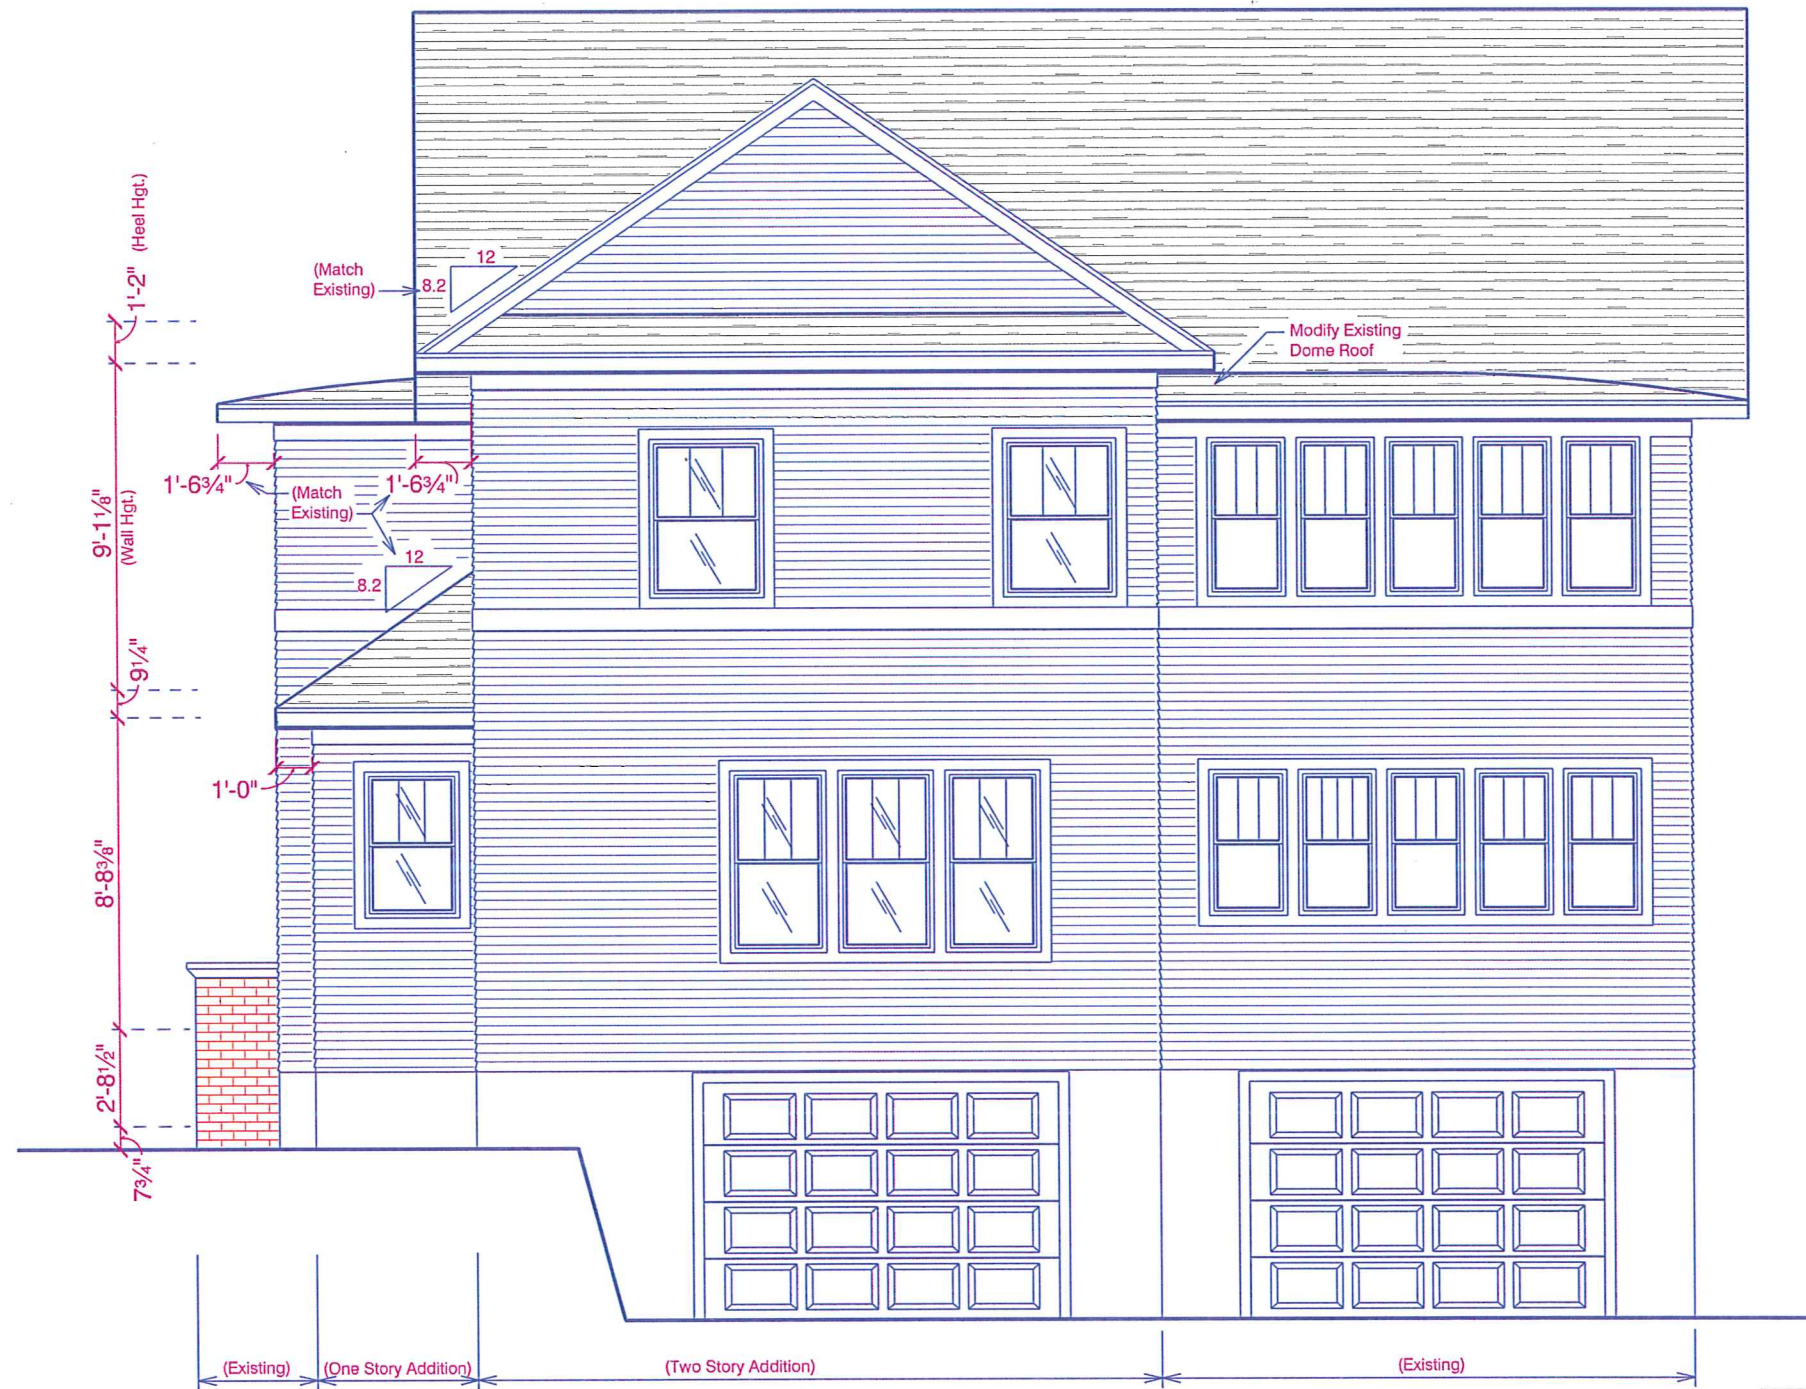 1'-2" (Heel Hgt.)
(Match
Existing)
12
8.2
Modify Existing
Dome Roof
1'-6¾"
(Match
Existing)
1'-6¾"
9'-1⅛"
(Wall Hgt.)
12
8.2
9¼"
1'-0"
8'-8⅜"
2'-8½"
7¾"
(Existing)
(One Story Addition)
(Two Story Addition)
(Existing)